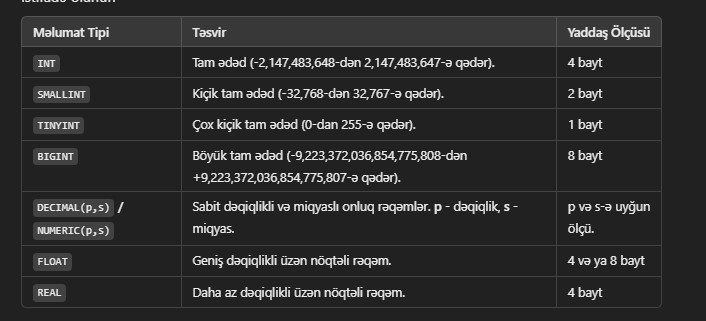 Məlumat Tipi Təsvir Yaddaş Ölçüsü
INT Tam ədəd (-2,147,483,648-dən 2,147,483,647-ə qədər). 4 bayt
SMALLINT Kiçik tam ədəd (-32,768-dən 32,767-ə qədər). 2 bayt
TINYINT Çox kiçik tam ədəd (0-dan 255-ə qədər). 1 bayt
BIGINT Böyük tam ədəd (-9,223,372,036,854,775,808-dən 8 bayt
+9,223,372,036,854,775,807-ə qədər).
DECIMAL(p,s) / Sabit dəqiqlikli və miqyaslı onluq rəqəmlər. p - dəqiqlik, s - p və s-ə uyğun
NUMERIC(p,s) miqyas. ölçü.
FLOAT Geniş dəqiqlikli üzən nöqtəli rəqəm. 4 və ya 8 bayt
REAL Daha az dəqiqlikli üzən nöqtəli rəqəm. 4 bayt